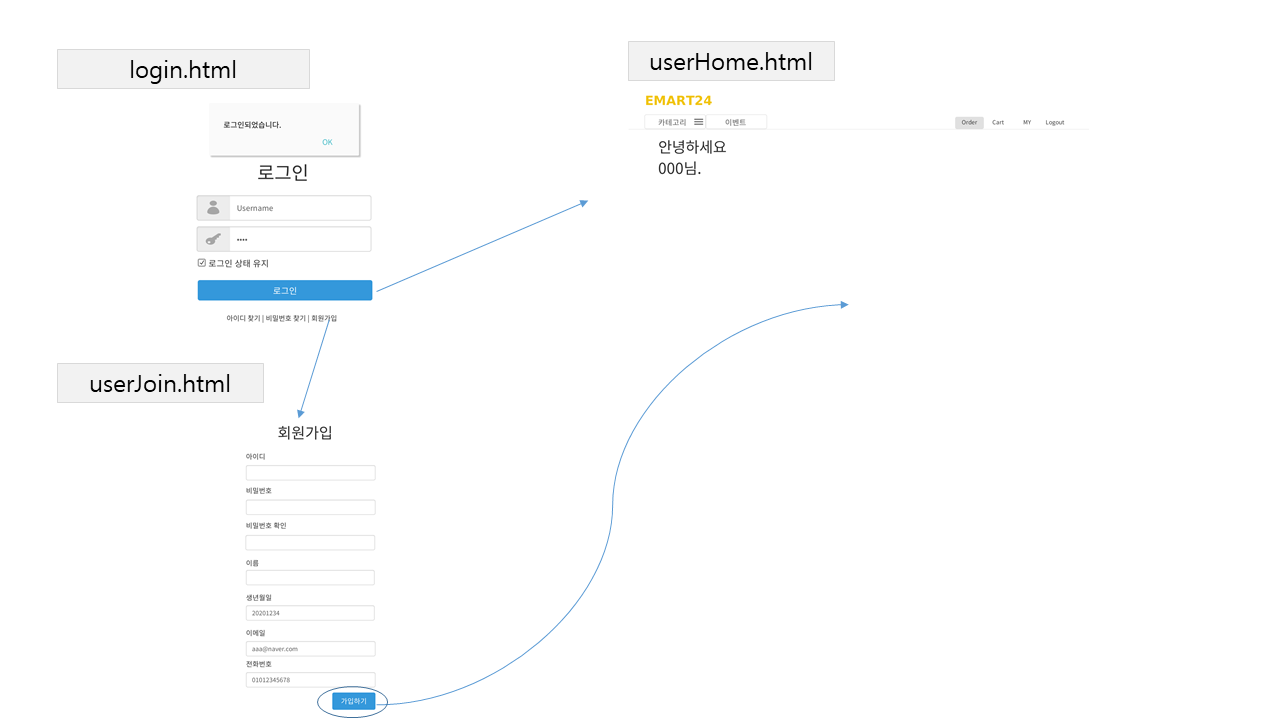 login.html
로그인되었습니다.
OK
로그인
Username
••••
로그인 상태 유지
로그인
아이디 찾기 | 비밀번호 찾기 | 회원가입
userJoin.html
회원가입
아이디
비밀번호
비밀번호 확인
이름
생년월일
20201234
이메일
aaa@naver.com
전화번호
01012345678
가입하기
userHome.html
EMART24
카테고리 이벤트 Order Cart MY Logout
안녕하세요
000님.